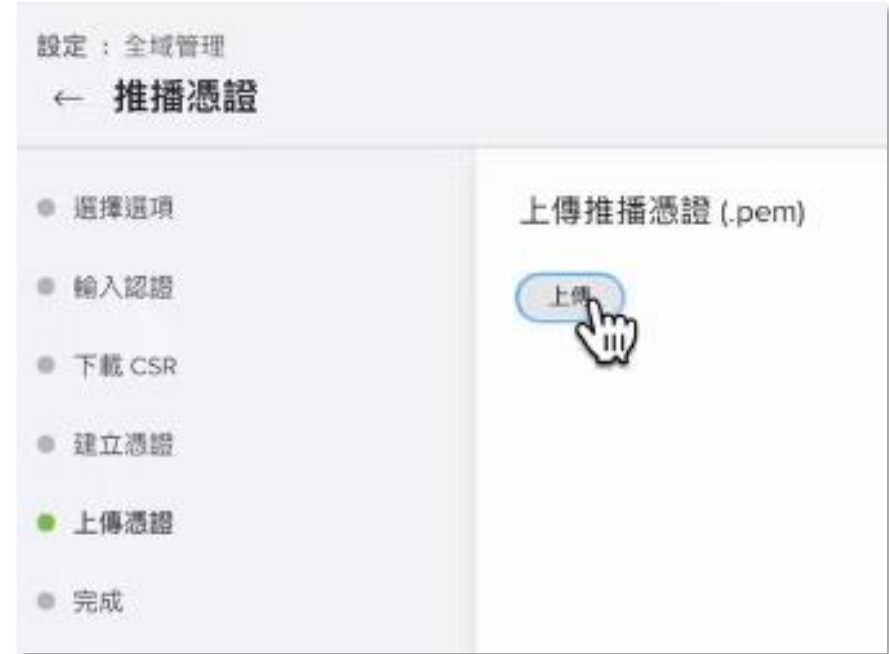 設定 : 全域管理
← 推播憑證
選擇選項
輸入認證
下載 CSR
建立憑證
上傳憑證
完成
上傳推播憑證 (.pem)
上傳